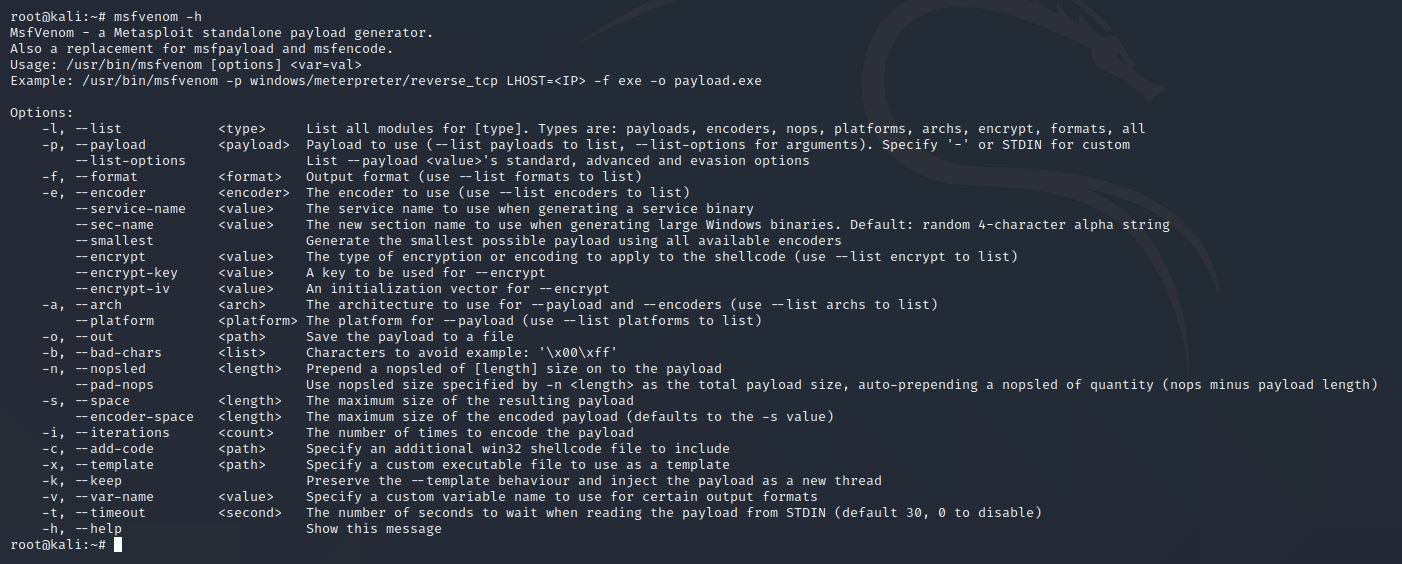 root@kali:~# msfvenom -h
MsfVenom - a Metasploit standalone payload generator.
Also a replacement for msfpayload and msfencode.
Usage: /usr/bin/msfvenom [options] <var=val>
Example: /usr/bin/msfvenom -p windows/meterpreter/reverse_tcp LHOST=<IP> -f exe -o payload.exe

Options:
    -l, --list            <type>     List all modules for [type]. Types are: payloads, encoders, nops, platforms, archs, encrypt, formats, all
    -p, --payload         <payload>  Payload to use (--list payloads to list, --list-options for arguments). Specify '-' or STDIN for custom
        --list-options               List --payload <value>'s standard, advanced and evasion options
    -f, --format          <format>   Output format (use --list formats to list)
    -e, --encoder         <encoder>  The encoder to use (use --list encoders to list)
        --service-name    <value>    The service name to use when generating a service binary
        --sec-name        <value>    The new section name to use when generating large Windows binaries. Default: random 4-character alpha string
        --smallest                   Generate the smallest possible payload using all available encoders
        --encrypt         <value>    The type of encryption or encoding to apply to the shellcode (use --list encrypt to list)
        --encrypt-key     <value>    A key to be used for --encrypt
        --encrypt-iv      <value>    An initialization vector for --encrypt
    -a, --arch            <arch>     The architecture to use for --payload and --encoders (use --list archs to list)
        --platform        <platform> The platform for --payload (use --list platforms to list)
    -o, --out             <path>     Save the payload to a file
    -b, --bad-chars       <list>     Characters to avoid example: '\x00\xff'
    -n, --nopsled         <length>   Prepend a nopsled of [length] size on to the payload
        --pad-nops                   Use nopsled size specified by -n <length> as the total payload size, auto-prepending a nopsled of quantity (nops minus payload length)
    -s, --space           <length>   The maximum size of the resulting payload
        --encoder-space   <length>   The maximum size of the encoded payload (defaults to the -s value)
    -i, --iterations      <count>    The number of times to encode the payload
    -c, --add-code        <path>     Specify an additional win32 shellcode file to include
    -x, --template        <path>     Specify a custom executable file to use as a template
    -k, --keep                       Preserve the --template behaviour and inject the payload as a new thread
    -v, --var-name        <value>    Specify a custom variable name to use for certain output formats
    -t, --timeout         <second>   The number of seconds to wait when reading the payload from STDIN (default 30, 0 to disable)
    -h, --help                       Show this message
root@kali:~#